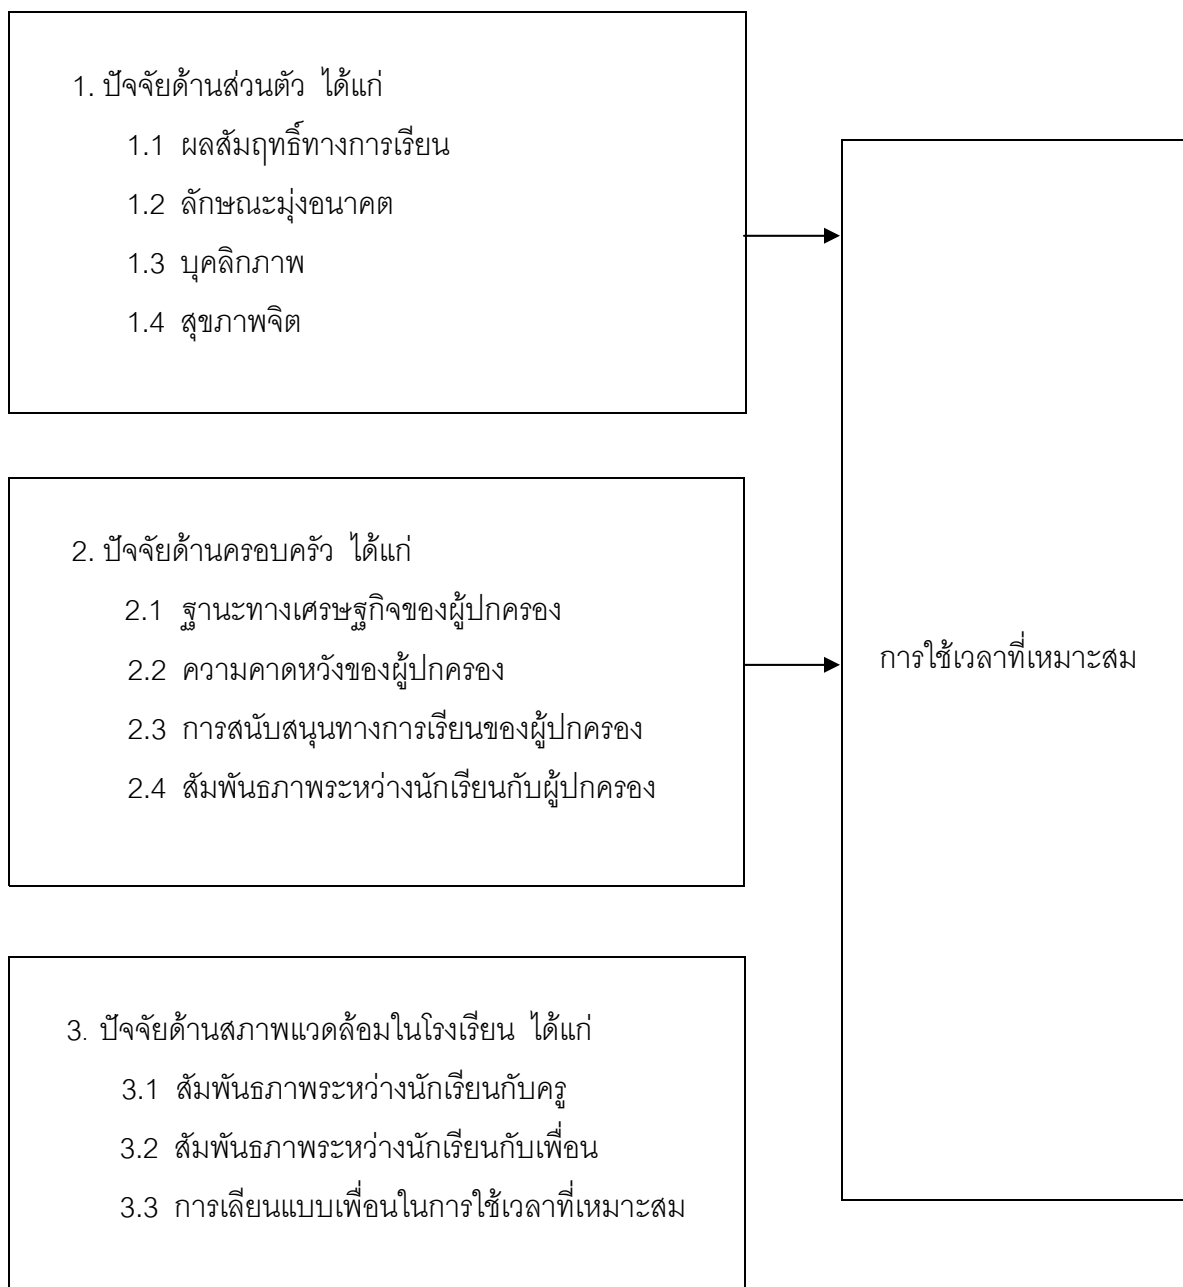 1. ปัจจัยด้านส่วนตัว ได้แก่
1.1 ผลสัมฤทธิ์ทางการเรียน
1.2 ลักษณะมุ่งอนาคต
1.3 บุคลิกภาพ
1.4 สุขภาพจิต
2. ปัจจัยด้านครอบครัว ได้แก่
2.1 ฐานะทางเศรษฐกิจของผู้ปกครอง
2.2 ความคาดหวังของผู้ปกครอง
2.3 การสนับสนุนทางการเรียนของผู้ปกครอง
2.4 สัมพันธภาพระหว่างนักเรียนกับผู้ปกครอง
3. ปัจจัยด้านสภาพแวดล้อมในโรงเรียน ได้แก่
3.1 สัมพันธภาพระหว่างนักเรียนกับครู
3.2 สัมพันธภาพระหว่างนักเรียนกับเพื่อน
3.3 การเลียนแบบเพื่อนในการใช้เวลาที่เหมาะสม
การใช้เวลาที่เหมาะสม